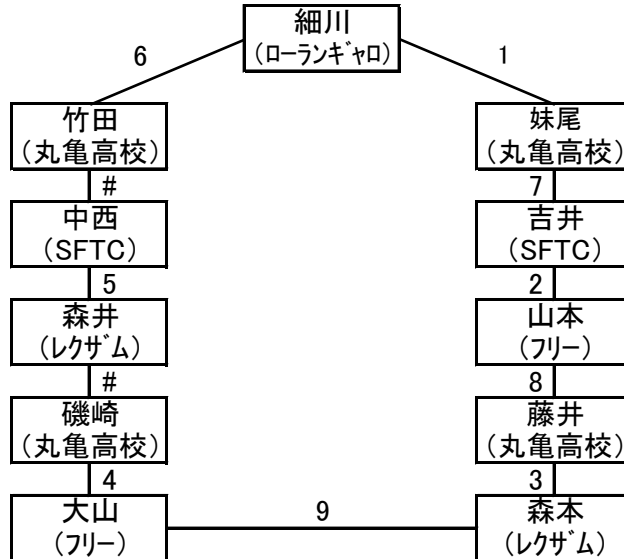 細川
(ローランギャロ)
6
1
竹田
(丸亀高校)
妹尾
(丸亀高校)
#
7
中西
(SFTC)
吉井
(SFTC)
5
2
森井
(レクザム)
山本
(フリー)
#
8
磯崎
(丸亀高校)
藤井
(丸亀高校)
4
3
大山
(フリー)
9
森本
(レクザム)